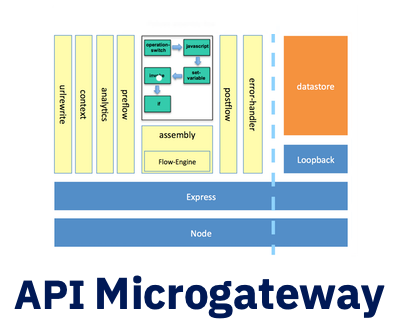 urlrewrite
context
analytics
preflow
operation-
switch
javascript
set-
variable
if
assembly
Flow-Engine
postflow
error-handler
datastore
Loopback
Express
Node
API Microgateway